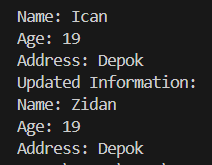 Name: Ican
Age: 19
Address: Depok
Updated Information:
Name: Zidan
Age: 19
Address: Depok